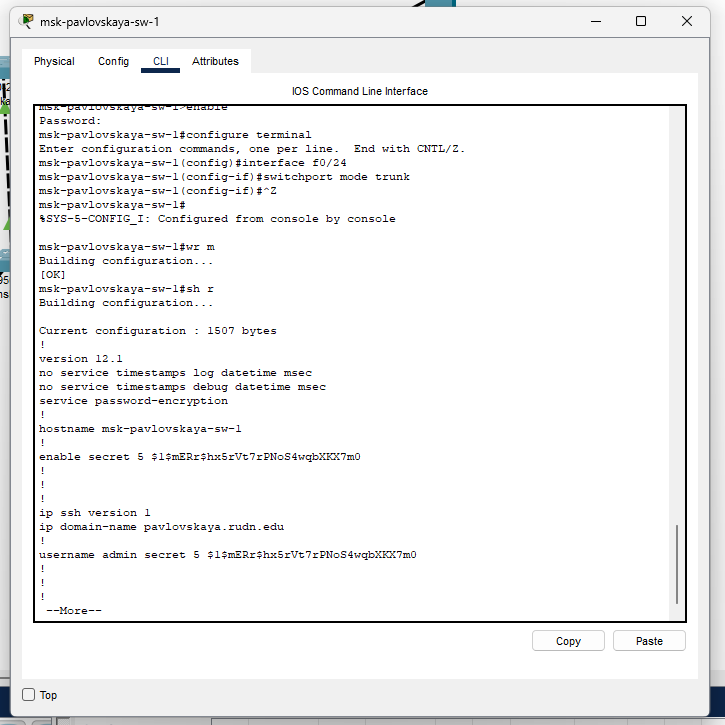 msk-pavlovskaya-sw-1
Physical Config CLI Attributes
IOS Command Line Interface
msk-pavlovskaya-sw-1>enable
Password:
msk-pavlovskaya-sw-1#configure terminal
Enter configuration commands, one per line.  End with CNTL/Z.
msk-pavlovskaya-sw-1(config)#interface f0/24
msk-pavlovskaya-sw-1(config-if)#switchport mode trunk
msk-pavlovskaya-sw-1(config-if)#^Z
msk-pavlovskaya-sw-1#
%SYS-5-CONFIG_I: Configured from console by console
msk-pavlovskaya-sw-1#wr m
Building configuration...
[OK]
msk-pavlovskaya-sw-1#sh r
Building configuration...
Current configuration : 1507 bytes
!
version 12.1
no service timestamps log datetime msec
no service timestamps debug datetime msec
service password-encryption
!
hostname msk-pavlovskaya-sw-1
!
enable secret 5 $1$mERr$hx5rVt7rPNoS4wqbXKX7m0
!
!
!
ip ssh version 1
ip domain-name pavlovskaya.rudn.edu
!
username admin secret 5 $1$mERr$hx5rVt7rPNoS4wqbXKX7m0
!
!
!
--More--
Copy Paste
Top